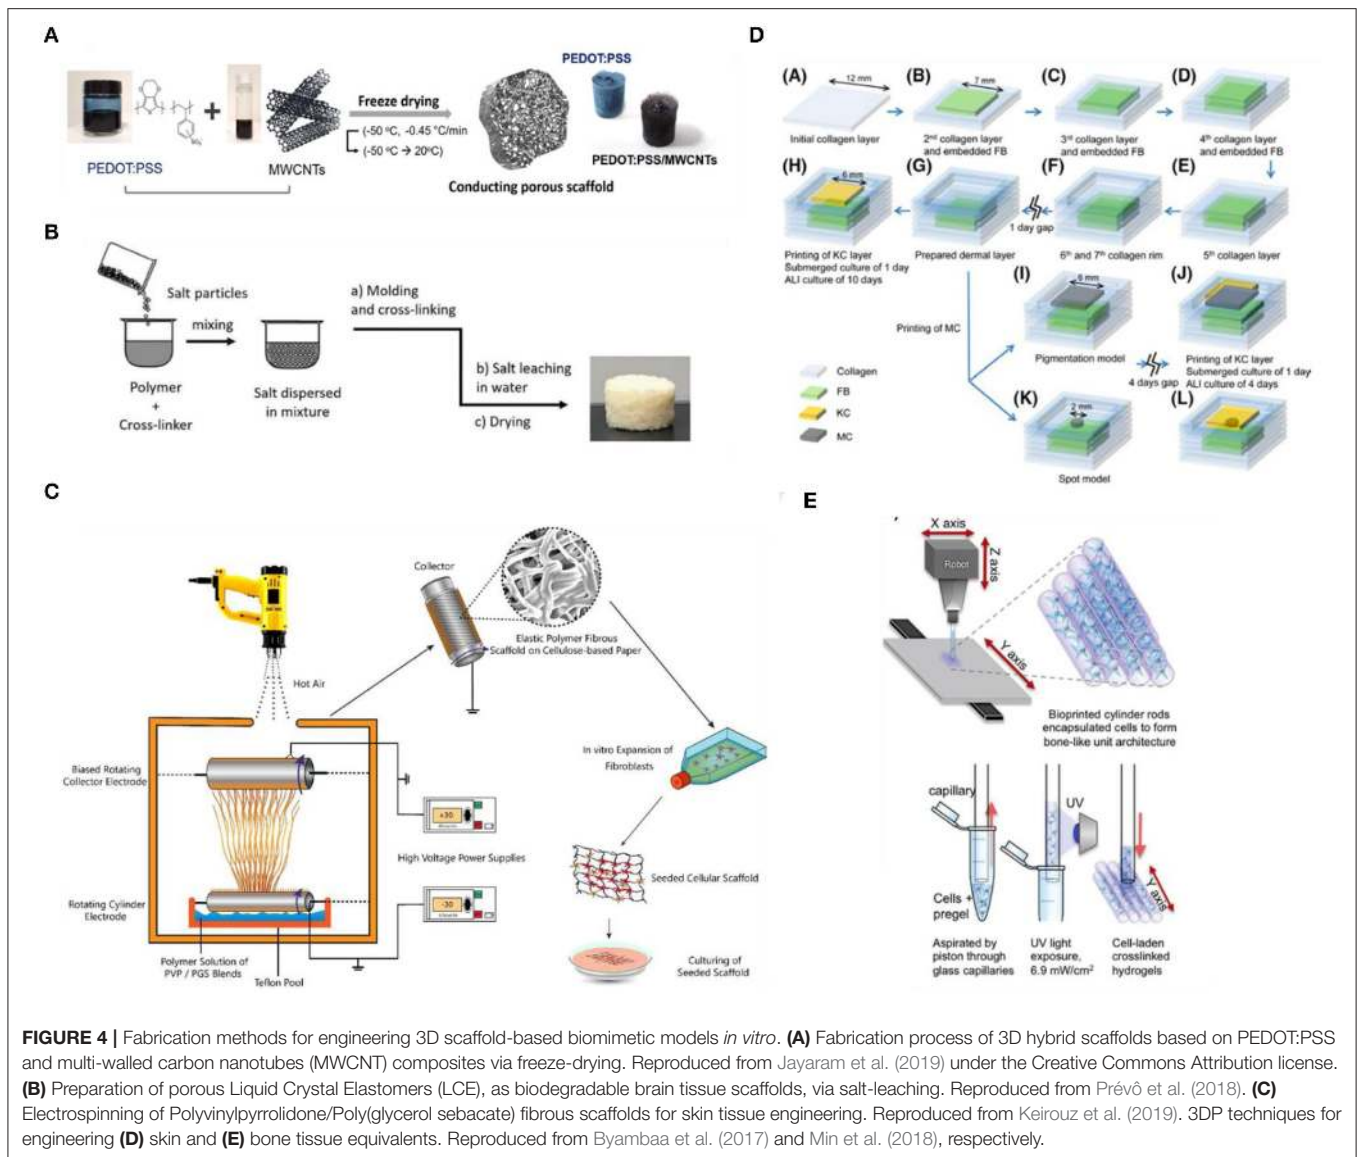 A
PEDOT:PSS
MWCNTs
Freeze drying
(-50 ºC, -0.45 °C/min
(-50 ºC → 20ºC)
Conducting porous scaffold
PEDOT:PSS
PEDOT:PSS/MWCNTs
B
Salt particles
mixing
Polymer
+
Cross-linker
Salt dispersed
in mixture
a) Molding
and cross-linking
b) Salt leaching
in water
c) Drying
C
Hot Air
Biased Rotating
Collector Electrode
Rotating Cylinder
Electrode
Polymer Solution of
PVP / PGS Blends
Teflon Pool
+30
High Voltage Power Supplies
-30
Collector
Elastic Polymer Fibrous
Scaffold on Cellulose-based Paper
In vitro Expansion of
Fibroblasts
Seeded Cellular Scaffold
Culturing of
Seeded Scaffold
D
(A)
12 mm
Initial collagen layer
(B)
7 mm
2nd collagen layer
and embedded FB
(C)
3rd collagen layer
and embedded FB
(D)
4th collagen layer
and embedded FB
(H)
6 mm
Printing of KC layer
Submerged culture of 1 day
ALI culture of 10 days
(G)
Prepared dermal layer
1 day gap
(F)
6th and 7th collagen rim
(E)
5th collagen layer
Printing of MC
(I)
6 mm
Pigmentation model
4 days gap
(J)
Printing of KC layer
Submerged culture of 1 day
ALI culture of 4 days
Collagen
FB
KC
MC
(K)
2 mm
Spot model
(L)
E
X axis
Z axis
Robot
Y axis
Bioprinted cylinder rods
encapsulated cells to form
bone-like unit architecture
capillary
Cells +
pregel
UV
Y axis
Aspirated by
piston through
glass capillaries
UV light
exposure,
6.9 mW/cm2
Cell-laden
crosslinked
hydrogels
FIGURE 4 | Fabrication methods for engineering 3D scaffold-based biomimetic models in vitro. (A) Fabrication process of 3D hybrid scaffolds based on PEDOT:PSS
and multi-walled carbon nanotubes (MWCNT) composites via freeze-drying. Reproduced from Jayaram et al. (2019) under the Creative Commons Attribution license.
(B) Preparation of porous Liquid Crystal Elastomers (LCE), as biodegradable brain tissue scaffolds, via salt-leaching. Reproduced from Prévô et al. (2018). (C)
Electrospinning of Polyvinylpyrrolidone/Poly(glycerol sebacate) fibrous scaffolds for skin tissue engineering. Reproduced from Keirouz et al. (2019). 3DP techniques for
engineering (D) skin and (E) bone tissue equivalents. Reproduced from Byambaa et al. (2017) and Min et al. (2018), respectively.